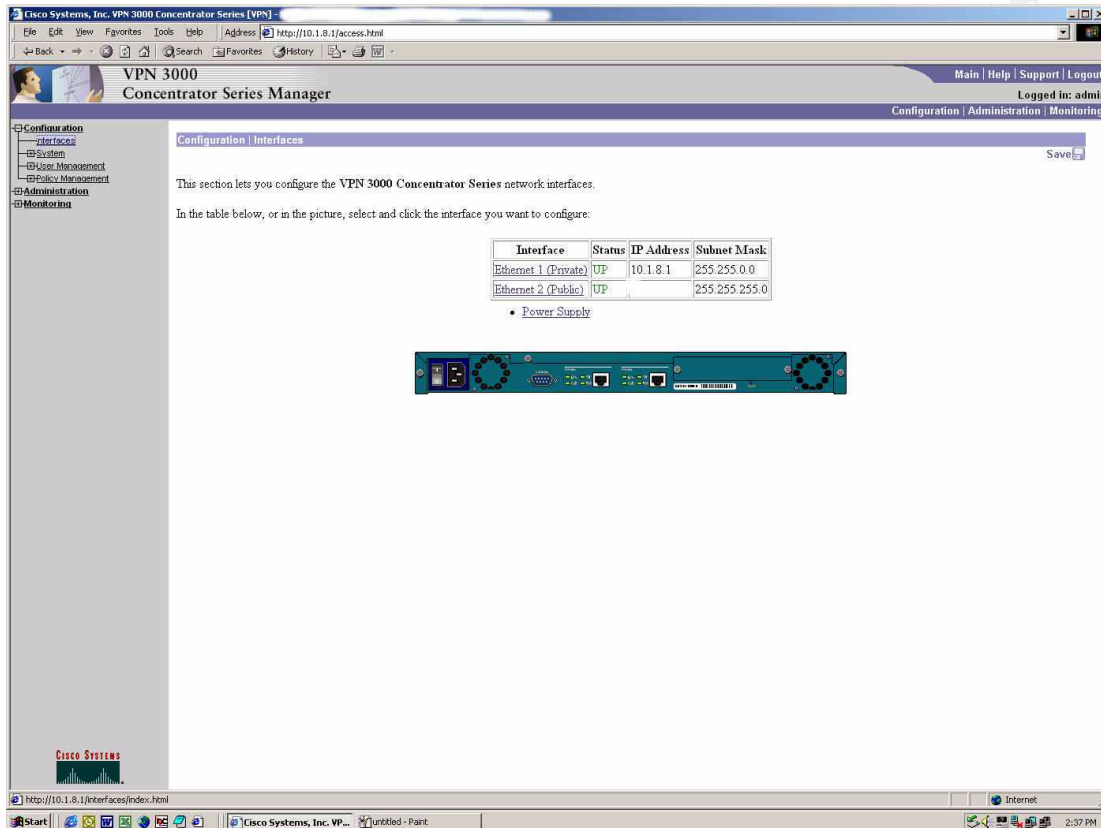 Cisco Systems, Inc. VPN 3000 Concentrator Series [VPN] -
File Edit View Favorites Tools Help Address http://10.1.8.1/access.html
Back Search Favorites History
VPN 3000
Concentrator Series Manager
Main | Help | Support | Logout
Logged in: admi
Configuration | Administration | Monitoring
Configuration
Interfaces
System
User Management
Policy Management
Administration
Monitoring
Configuration | Interfaces
Save
This section lets you configure the VPN 3000 Concentrator Series network interfaces.
In the table below, or in the picture, select and click the interface you want to configure:
Interface Status IP Address Subnet Mask
Ethernet 1 (Private) UP 10.1.8.1 255.255.0.0
Ethernet 2 (Public) UP 255.255.255.0
Power Supply
CISCO SYSTEMS
http://10.1.8.1/interfaces/index.html
Internet
Start Cisco Systems, Inc. VP... untitled - Paint 2:37 PM